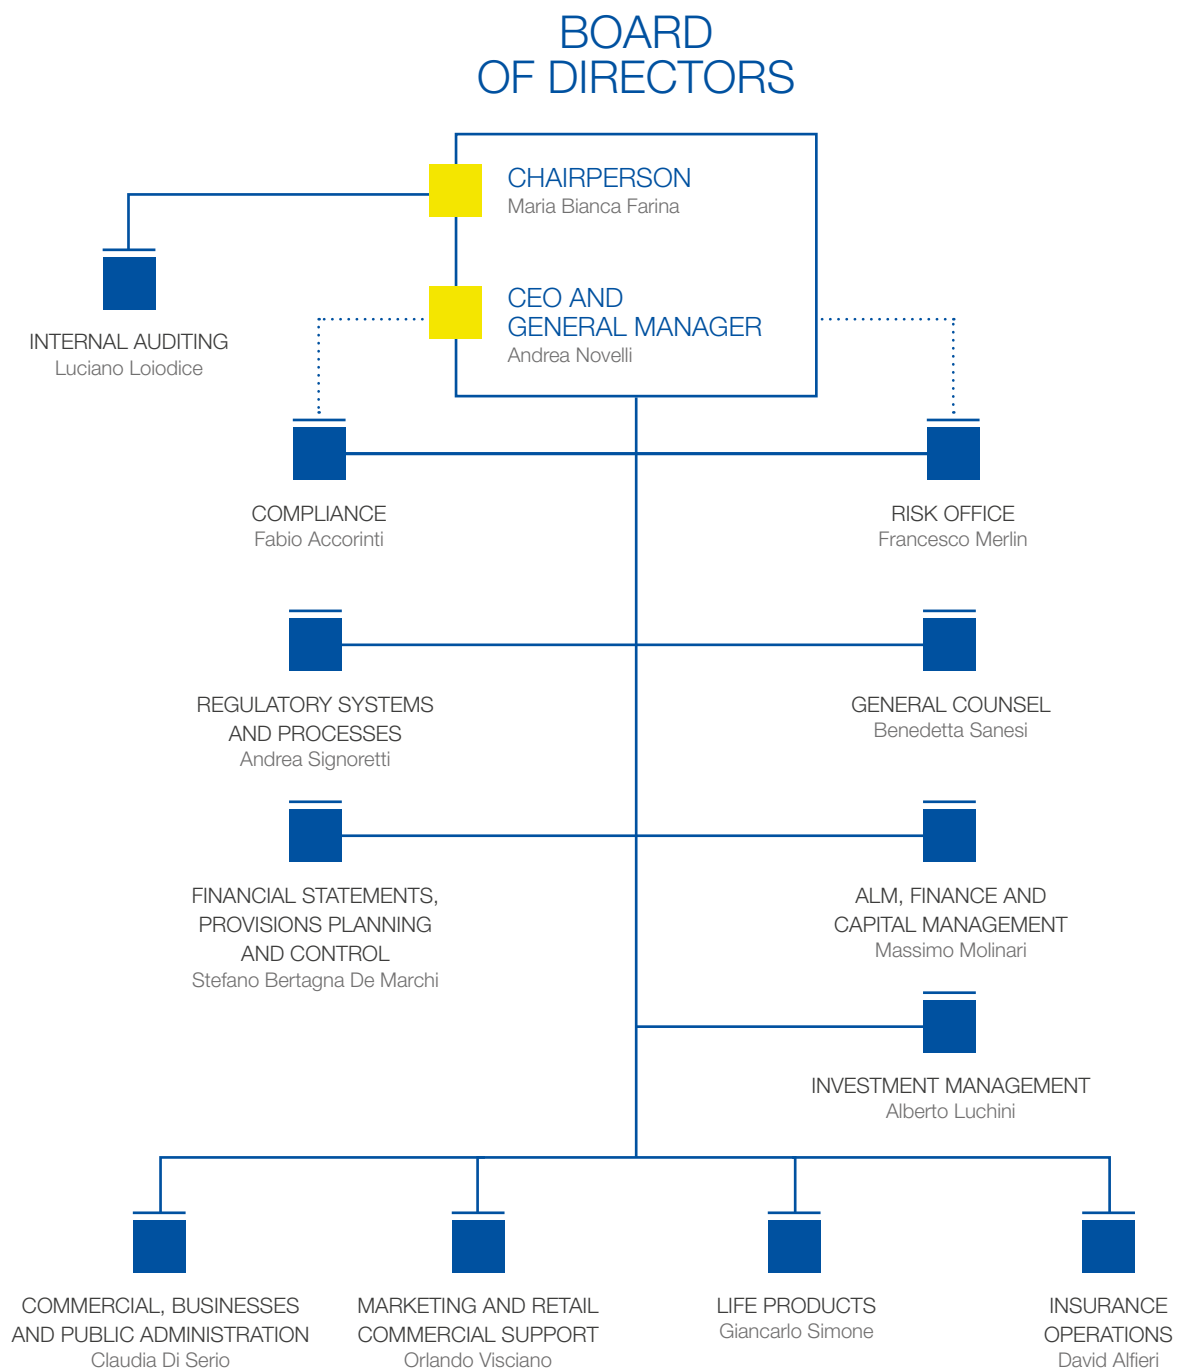 BOARD
OF DIRECTORS
CHAIRPERSON
Maria Bianca Farina
CEO AND
GENERAL MANAGER
Andrea Novelli
INTERNAL AUDITING
Luciano Loiodice
COMPLIANCE
Fabio Accorinti
RISK OFFICE
Francesco Merlin
REGULATORY SYSTEMS
AND PROCESSES
Andrea Signoretti
GENERAL COUNSEL
Benedetta Sanesi
FINANCIAL STATEMENTS,
PROVISIONS PLANNING
AND CONTROL
Stefano Bertagna De Marchi
ALM, FINANCE AND
CAPITAL MANAGEMENT
Massimo Molinari
INVESTMENT MANAGEMENT
Alberto Luchini
COMMERCIAL, BUSINESSES
AND PUBLIC ADMINISTRATION
Claudia Di Serio
MARKETING AND RETAIL
COMMERCIAL SUPPORT
Orlando Visciano
LIFE PRODUCTS
Giancarlo Simone
INSURANCE
OPERATIONS
David Alfieri